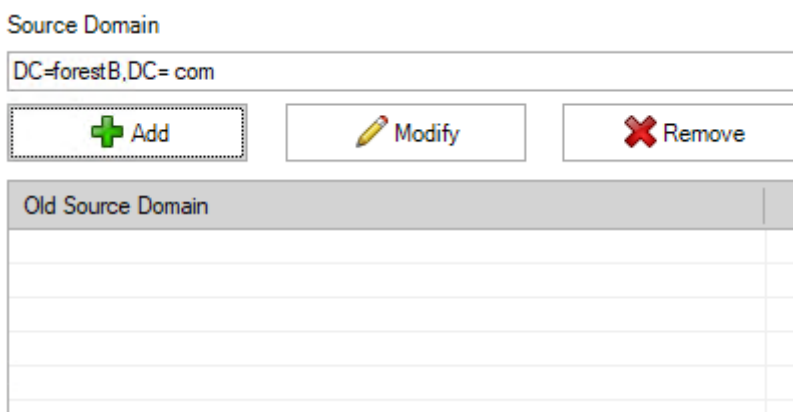 Source Domain
DC=forestB,DC= com
Add Modify Remove
Old Source Domain